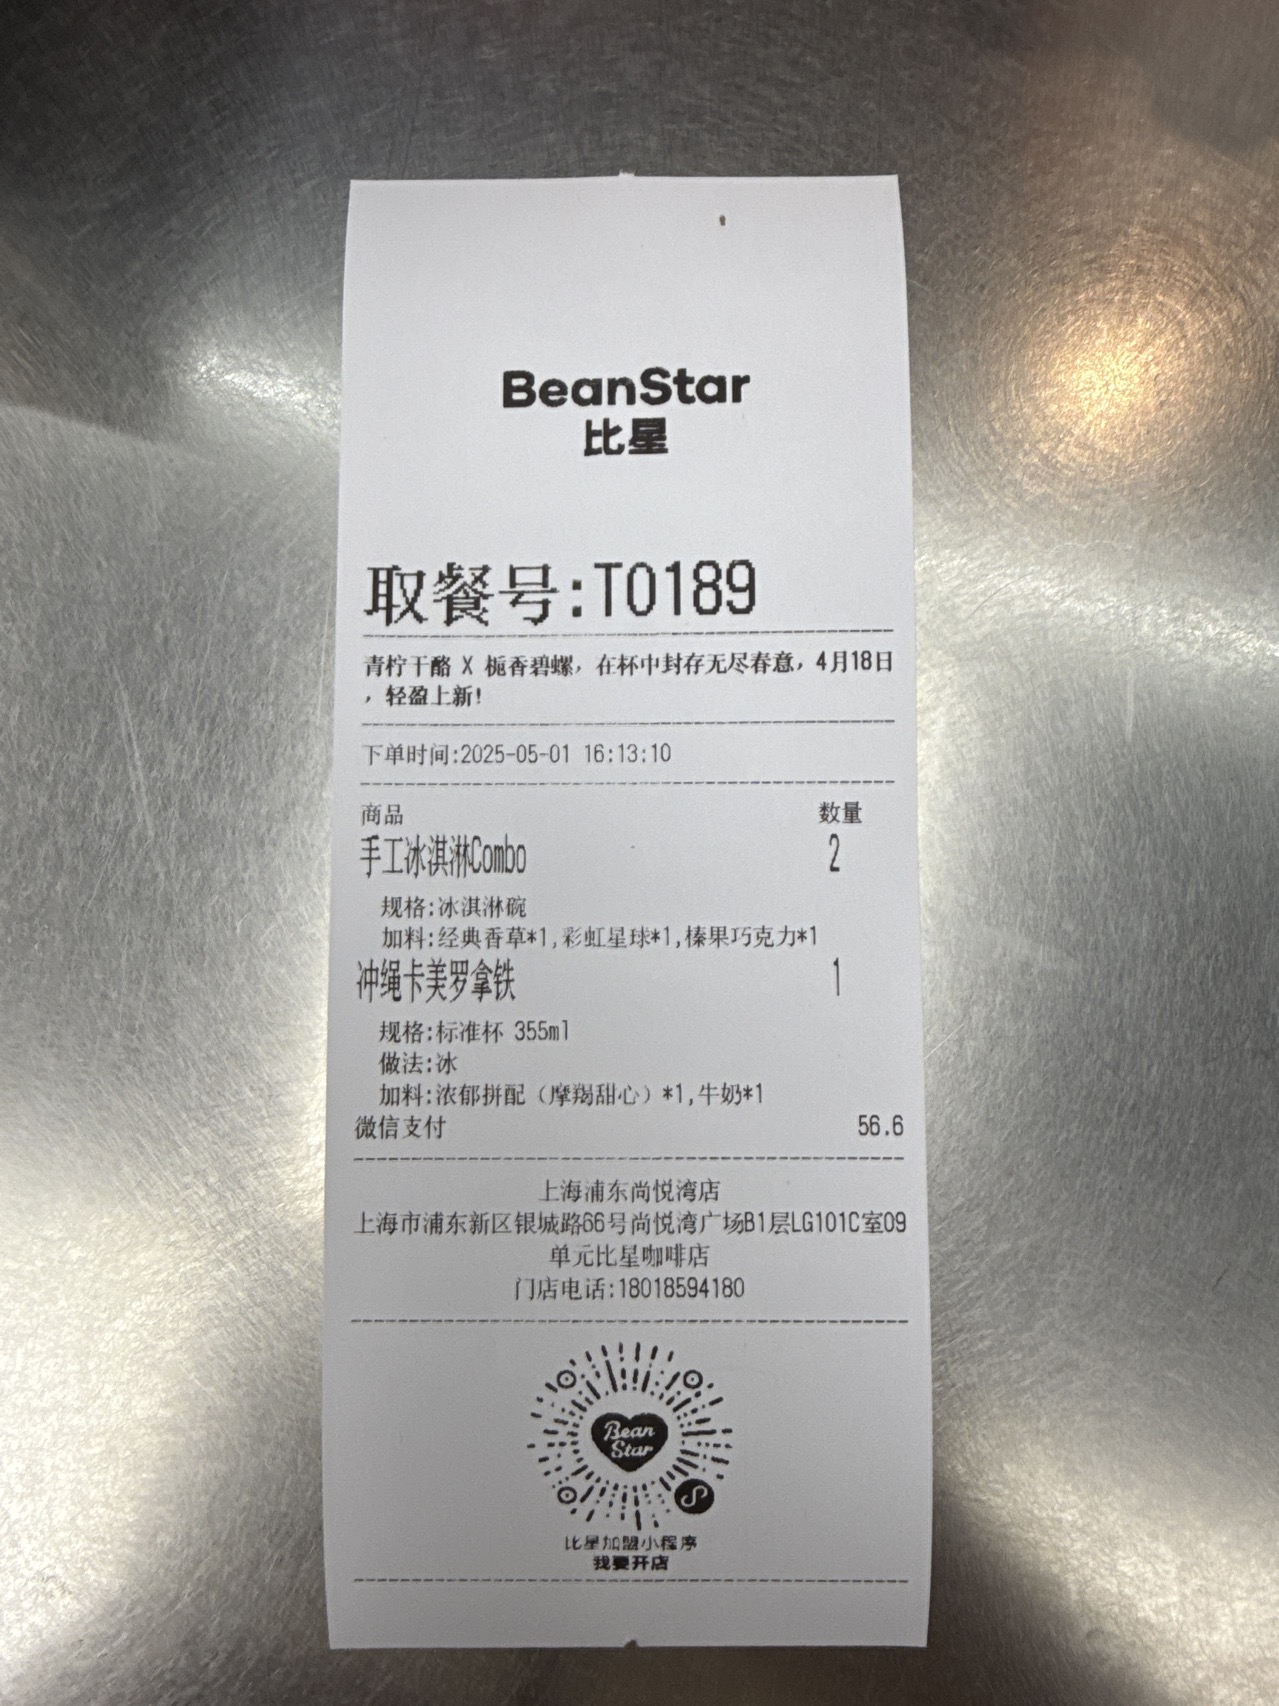 BeanStar
比星
取餐号:T0189
青柠干酪 X 栀香碧螺，在杯中封存无尽春意，4月18日
，轻盈上新!
下单时间:2025-05-01 16:13:10
商品 数量
手工冰淇淋Combo 2
规格:冰淇淋碗
加料:经典香草*1,彩虹星球*1,榛果巧克力*1
冲绳卡美罗拿铁 1
规格:标准杯 355ml
做法:冰
加料:浓郁拼配（摩羯甜心）*1,牛奶*1
微信支付 56.6
上海浦东尚悦湾店
上海市浦东新区银城路66号尚悦湾广场B1层LG101C室09
单元比星咖啡店
门店电话:18018594180
Bean
Star
比星加盟小程序
我要开店